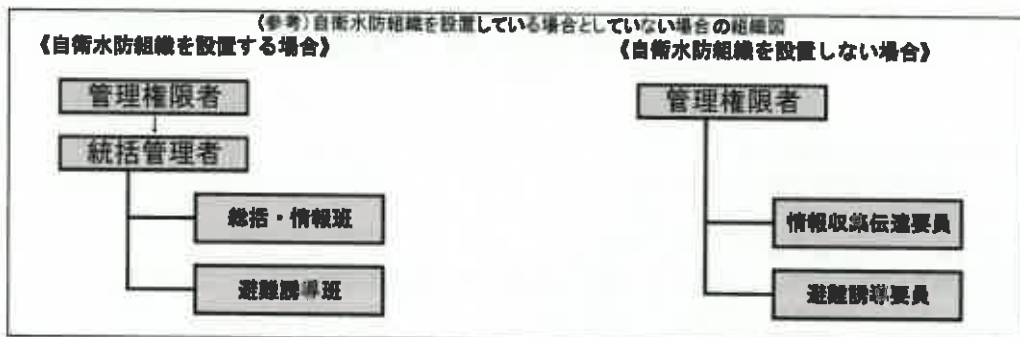 (参考)自衛水防組織を設置している場合としていない場合の組織図
《自衛水防組織を設置する場合》
管理権限者
↓
統括管理者
総括・情報班
避難誘導班
《自衛水防組織を設置しない場合》
管理権限者
情報収集伝達要員
避難誘導要員